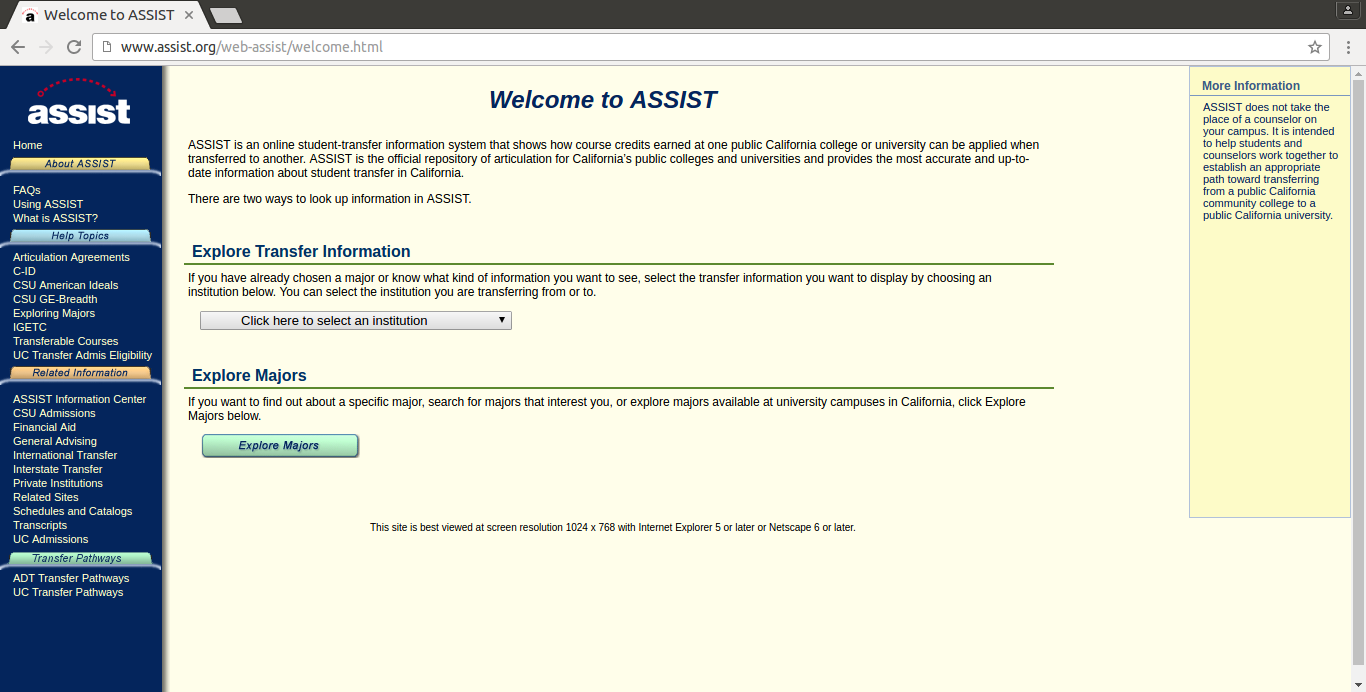 Welcome to ASSIST
www.assist.org/web-assist/welcome.html
assist
Home
About ASSIST
FAQs
Using ASSIST
What is ASSIST?
Help Topics
Articulation Agreements
C-ID
CSU American Ideals
CSU GE-Breadth
Exploring Majors
IGETC
Transferable Courses
UC Transfer Admis Eligibility
Related Information
ASSIST Information Center
CSU Admissions
Financial Aid
General Advising
International Transfer
Interstate Transfer
Private Institutions
Related Sites
Schedules and Catalogs
Transcripts
UC Admissions
Transfer Pathways
ADT Transfer Pathways
UC Transfer Pathways
Welcome to ASSIST
ASSIST is an online student-transfer information system that shows how course credits earned at one public California college or university can be applied when
transferred to another. ASSIST is the official repository of articulation for California's public colleges and universities and provides the most accurate and up-to-
date information about student transfer in California.
There are two ways to look up information in ASSIST.
Explore Transfer Information
If you have already chosen a major or know what kind of information you want to see, select the transfer information you want to display by choosing an
institution below. You can select the institution you are transferring from or to.
Click here to select an institution
Explore Majors
If you want to find out about a specific major, search for majors that interest you, or explore majors available at university campuses in California, click Explore
Majors below.
Explore Majors
This site is best viewed at screen resolution 1024 x 768 with Internet Explorer 5 or later or Netscape 6 or later.
More Information
ASSIST does not take the
place of a counselor on
your campus. It is intended
to help students and
counselors work together to
establish an appropriate
path toward transferring
from a public California
community college to a
public California university.